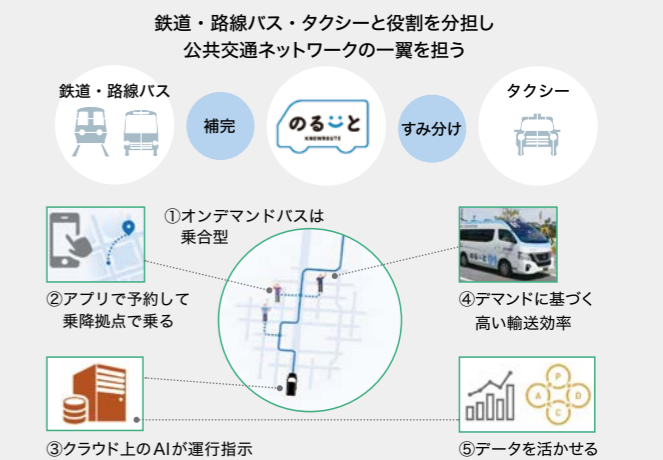 鉄道・路線バス・タクシーと役割を分担し
公共交通ネットワークの一翼を担う
鉄道・路線バス
補完
のるーと
KNOWROUTE
すみ分け
タクシー
①オンデマンドバスは
乗合型
②アプリで予約して
乗降拠点で乗る
のるーと
④デマンドに基づく
高い輸送効率
③クラウド上のAIが運行指示
P
A
D
C
⑤データを活かせる